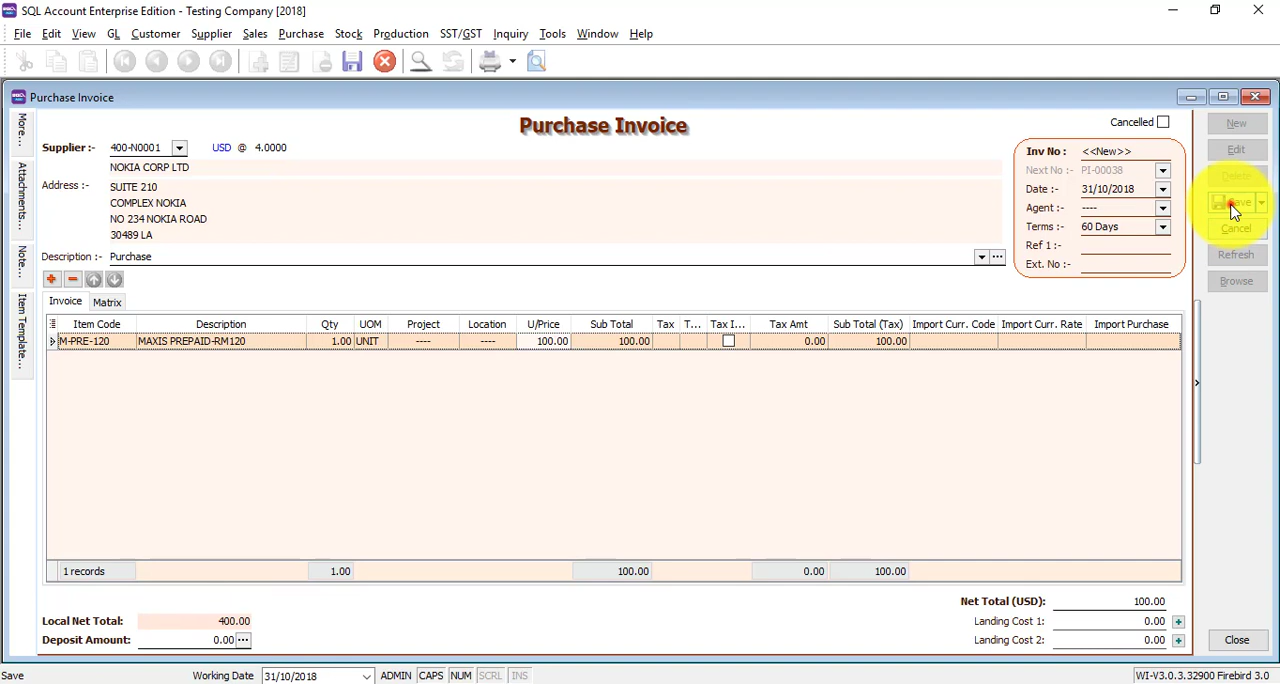 SQL Account Enterprise Edition - Testing Company [2018]
File Edit View GL Customer Supplier Sales Purchase Stock Production SST/GST Inquiry Tools Window Help
Purchase Invoice
More...
Attachments...
Note...
Item Template...
Purchase Invoice
Cancelled
Supplier :- 400-N0001 USD @ 4.0000
NOKIA CORP LTD
Address :- SUITE 210
COMPLEX NOKIA
NO 234 NOKIA ROAD
30489 LA
Description :- Purchase
Inv No : <<New>>
Next No :- PI-00038
Date :- 31/10/2018
Agent :- ----
Terms :- 60 Days
Ref 1 :-
Ext. No :-
New
Edit
Delete
Save
Cancel
Refresh
Browse
Invoice Matrix
Item Code Description Qty UOM Project Location U/Price Sub Total Tax T... Tax I... Tax Amt Sub Total (Tax) Import Curr. Code Import Curr. Rate Import Purchase
M-PRE-120 MAXIS PREPAID-RM120 1.00 UNIT ---- ---- 100.00 100.00 0.00 100.00
1 records 1.00 100.00 0.00 100.00
Net Total (USD): 100.00
Local Net Total: 400.00 Landing Cost 1: 0.00
Deposit Amount: 0.00 Landing Cost 2: 0.00
Close
Save Working Date 31/10/2018 ADMIN CAPS NUM SCRL INS WI-V3.0.3.32900 Firebird 3.0